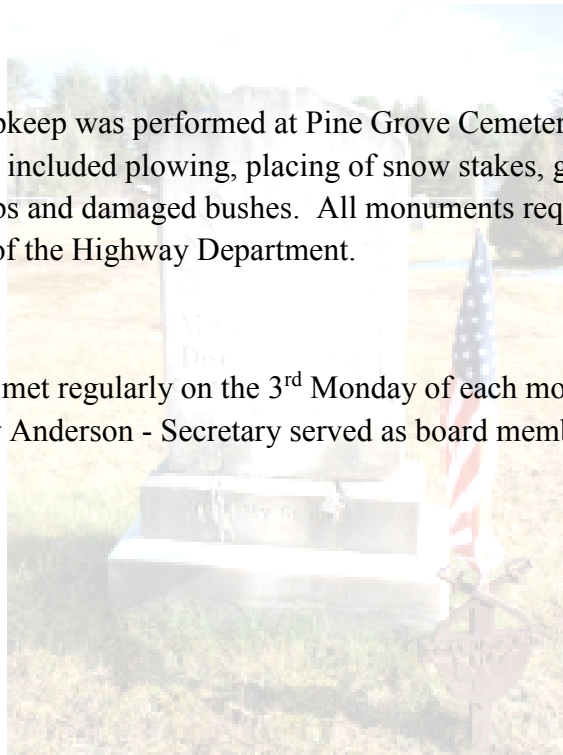 pkeep was performed at Pine Grove Cemeter
included plowing, placing of snow stakes, g
os and damaged bushes. All monuments req
of the Highway Department.
met regularly on the 3rd Monday of each mo
Anderson - Secretary served as board memb